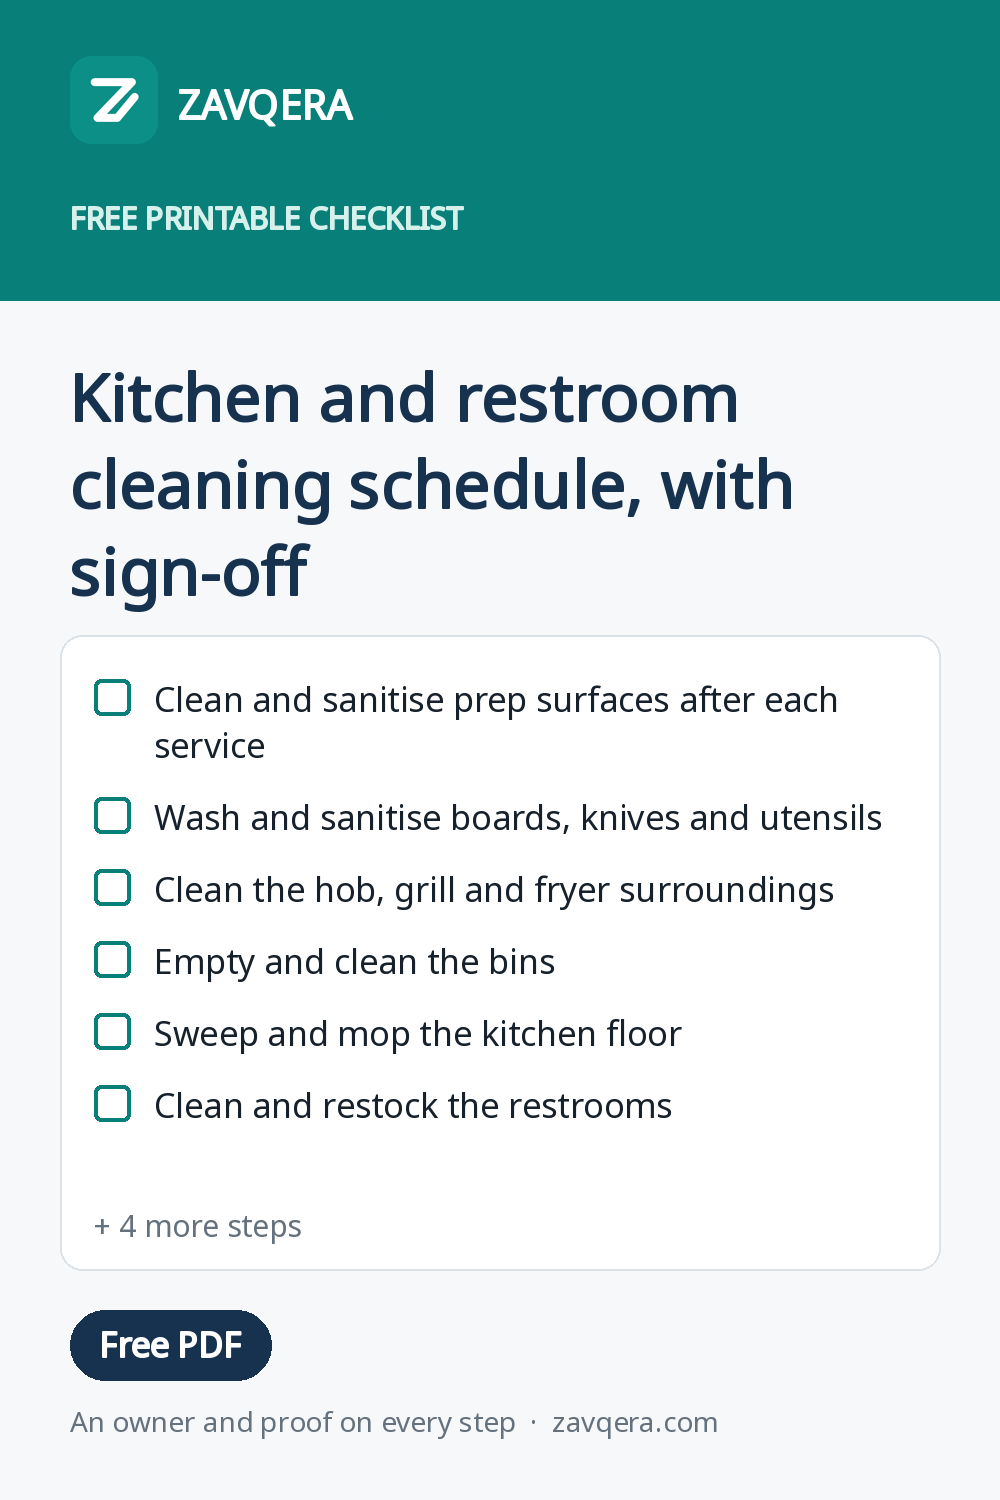 ZAVQERA
FREE PRINTABLE CHECKLIST
Kitchen and restroom
cleaning schedule, with
sign-off
Clean and sanitise prep surfaces after each
service
Wash and sanitise boards, knives and utensils
Clean the hob, grill and fryer surroundings
Empty and clean the bins
Sweep and mop the kitchen floor
Clean and restock the restrooms
+ 4 more steps
Free PDF
An owner and proof on every step · zavqera.com